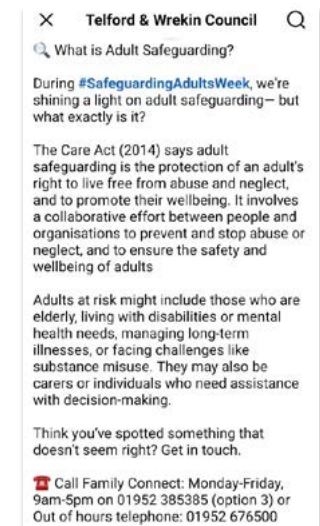 Telford & Wrekin Council
🔍 What is Adult Safeguarding?
During #SafeguardingAdultsWeek, we're
shining a light on adult safeguarding— but
what exactly is it?
The Care Act (2014) says adult
safeguarding is the protection of an adult's
right to live free from abuse and neglect,
and to promote their wellbeing. It involves
a collaborative effort between people and
organisations to prevent and stop abuse or
neglect, and to ensure the safety and
wellbeing of adults
Adults at risk might include those who are
elderly, living with disabilities or mental
health needs, managing long-term
illnesses, or facing challenges like
substance misuse. They may also be
carers or individuals who need assistance
with decision-making.
Think you've spotted something that
doesn't seem right? Get in touch.
☎️ Call Family Connect: Monday-Friday,
9am-5pm on 01952 385385 (option 3) or
Out of hours telephone: 01952 676500